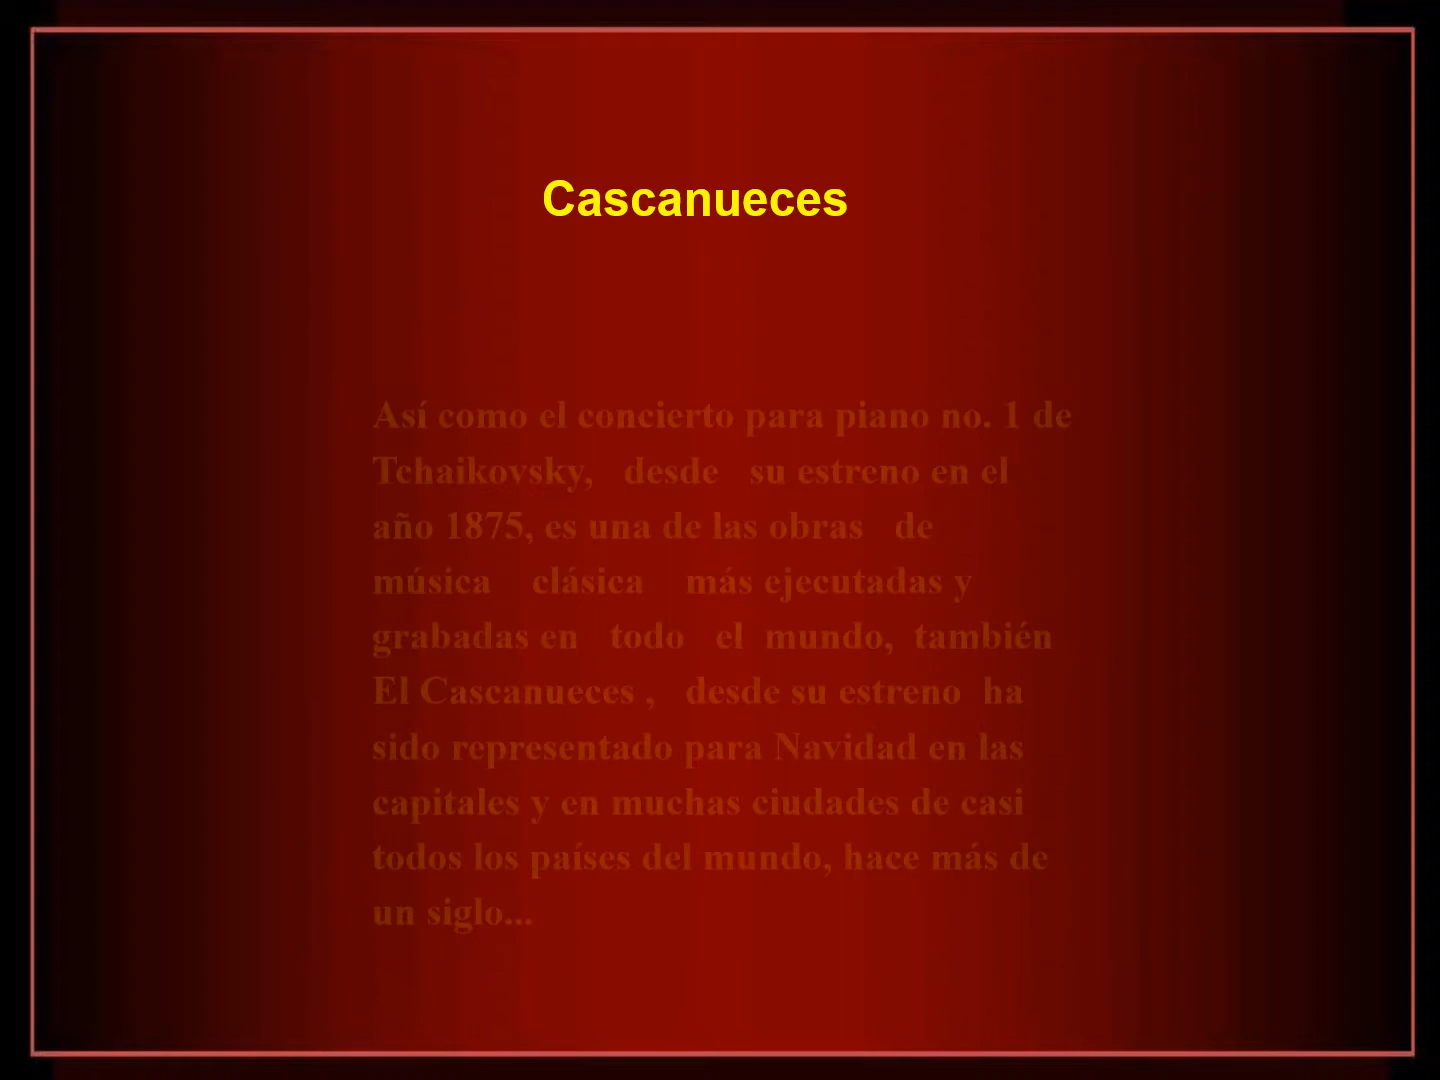 Cascanueces
Así como el concierto para piano no. 1 de
Tchaikovsky, desde su estreno en el
año 1875, es una de las obras de
música clásica más ejecutadas y
grabadas en todo el mundo, también
El Cascanueces , desde su estreno ha
sido representado para Navidad en las
capitales y en muchas ciudades de casi
todos los países del mundo, hace más de
un siglo...